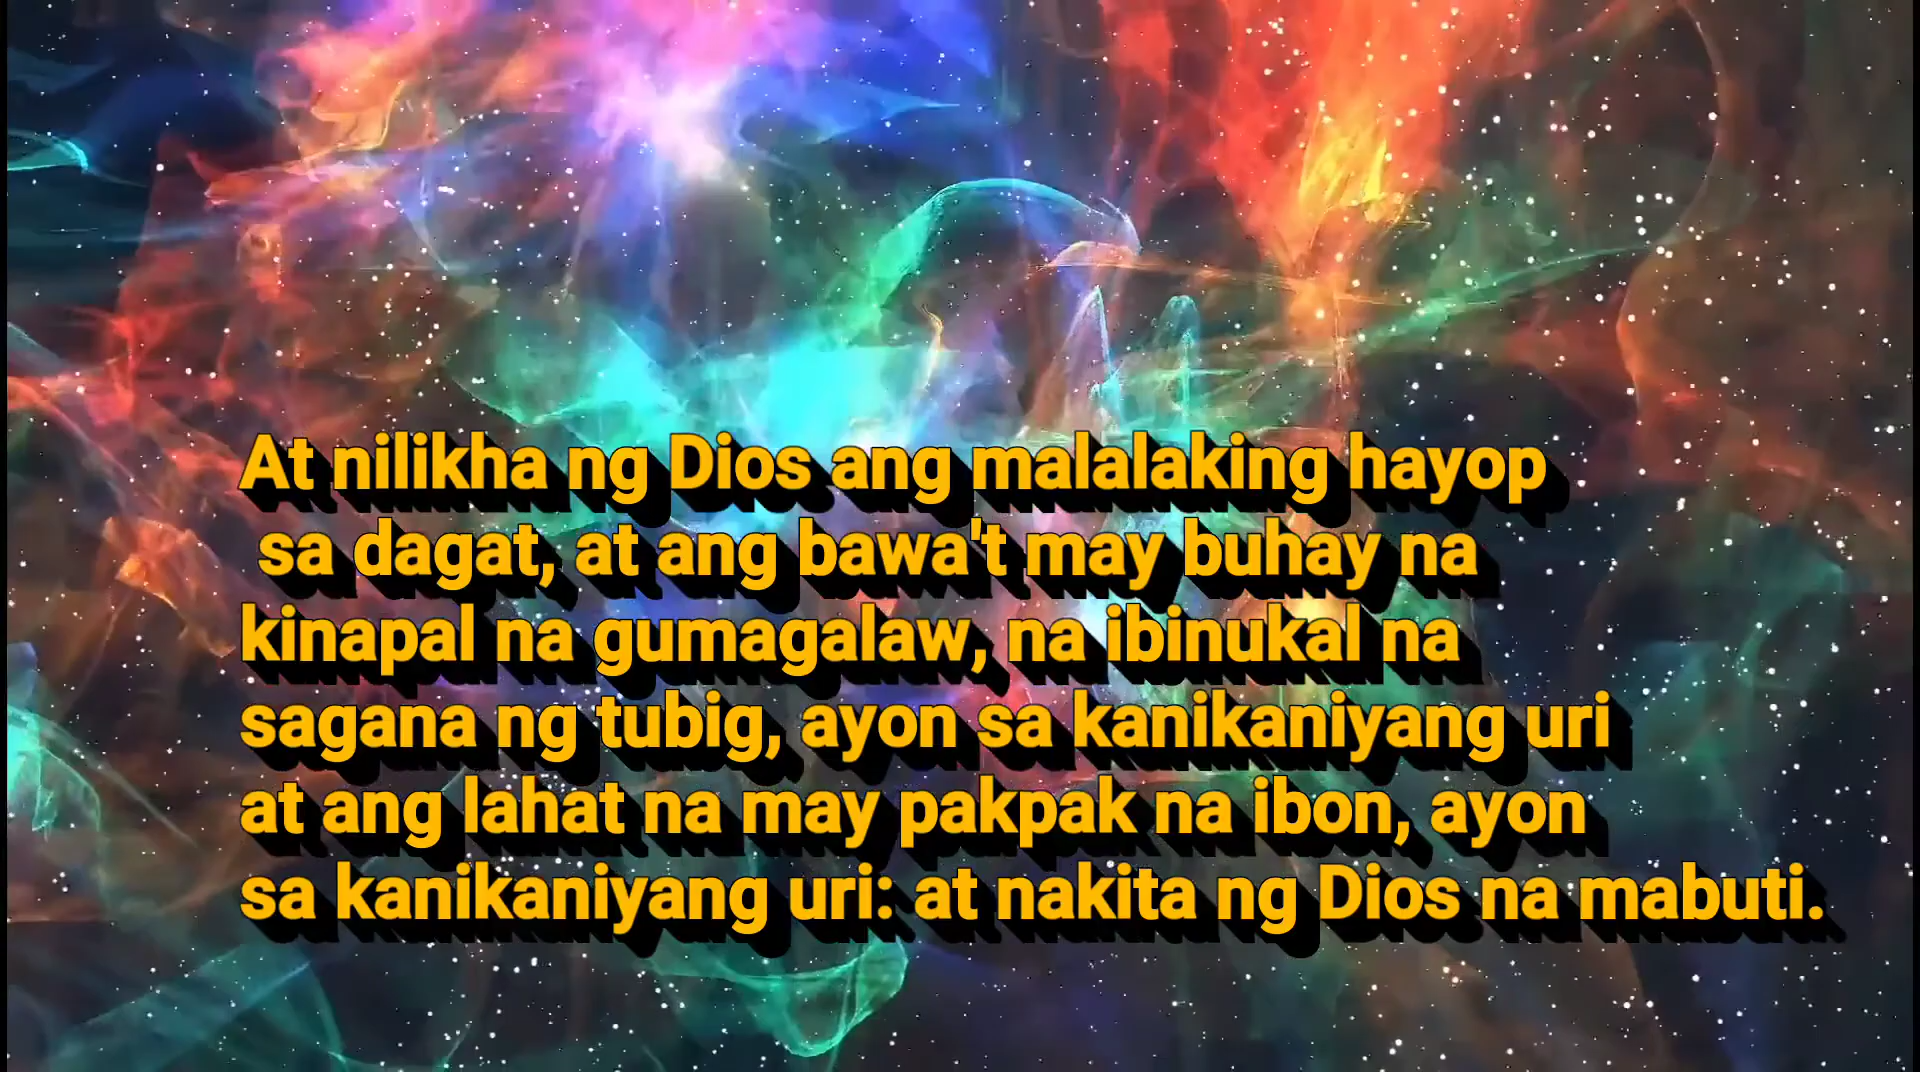 At nilikha ng Dios ang malalaking hayop
sa dagat, at ang bawa't may buhay na
kinapal na gumagalaw, na ibinukal na
sagana ng tubig, ayon sa kanikaniyang uri
at ang lahat na may pakpak na ibon, ayon
sa kanikaniyang uri: at nakita ng Dios na mabuti.